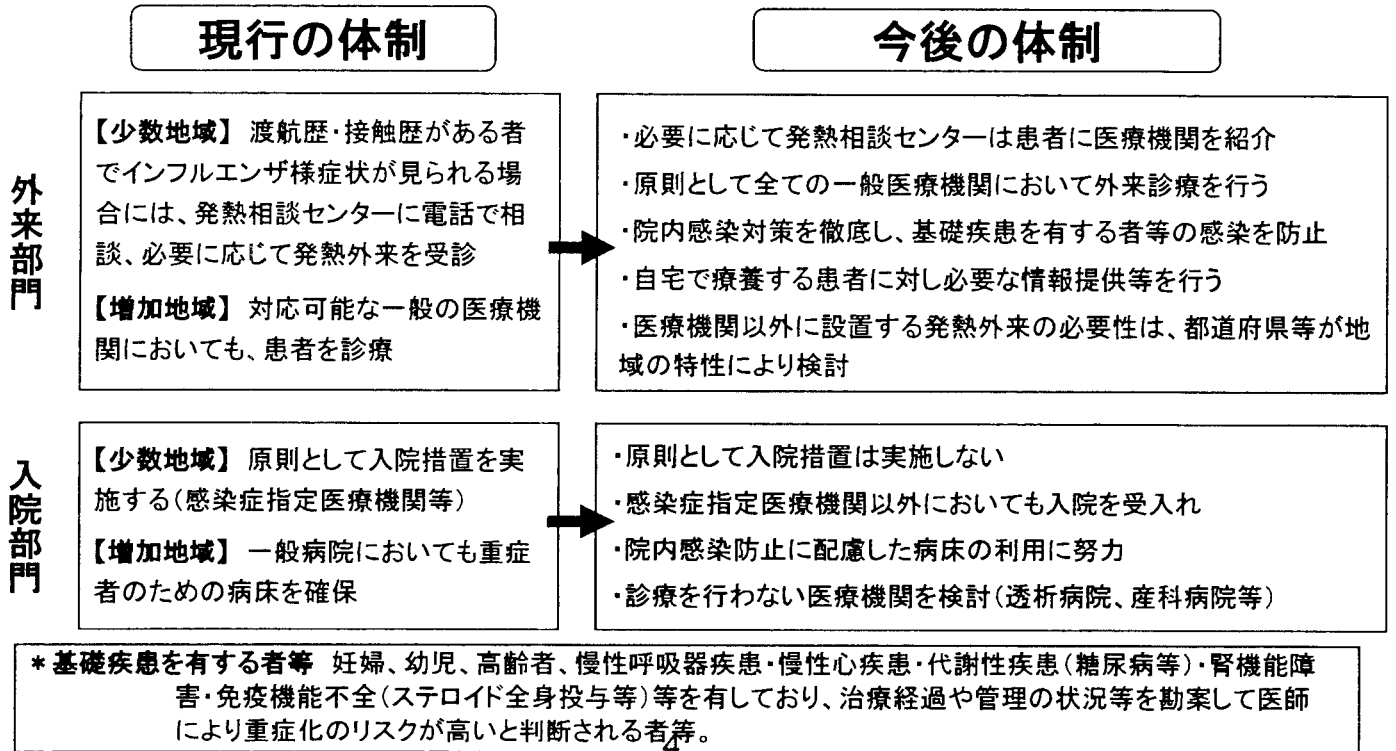 現行の体制
今後の体制
外来部門
【少数地域】 渡航歴・接触歴がある者
でインフルエンザ様症状が見られる場
合には、発熱相談センターに電話で相
談、必要に応じて発熱外来を受診
【増加地域】 対応可能な一般の医療機
関においても、患者を診療
・必要に応じて発熱相談センターは患者に医療機関を紹介
・原則として全ての一般医療機関において外来診療を行う
・院内感染対策を徹底し、基礎疾患を有する者等の感染を防止
・自宅で療養する患者に対し必要な情報提供等を行う
・医療機関以外に設置する発熱外来の必要性は、都道府県等が地
域の特性により検討
入院部門
【少数地域】 原則として入院措置を実
施する(感染症指定医療機関等)
【増加地域】 一般病院においても重症
者のための病床を確保
・原則として入院措置は実施しない
・感染症指定医療機関以外においても入院を受入れ
・院内感染防止に配慮した病床の利用に努力
・診療を行わない医療機関を検討(透析病院、産科病院等)
*基礎疾患を有する者等 妊婦、幼児、高齢者、慢性呼吸器疾患・慢性心疾患・代謝性疾患(糖尿病等)・腎機能障
害・免疫機能不全(ステロイド全身投与等)等を有しており、治療経過や管理の状況等を勘案して医師
により重症化のリスクが高いと判断される者等。
4